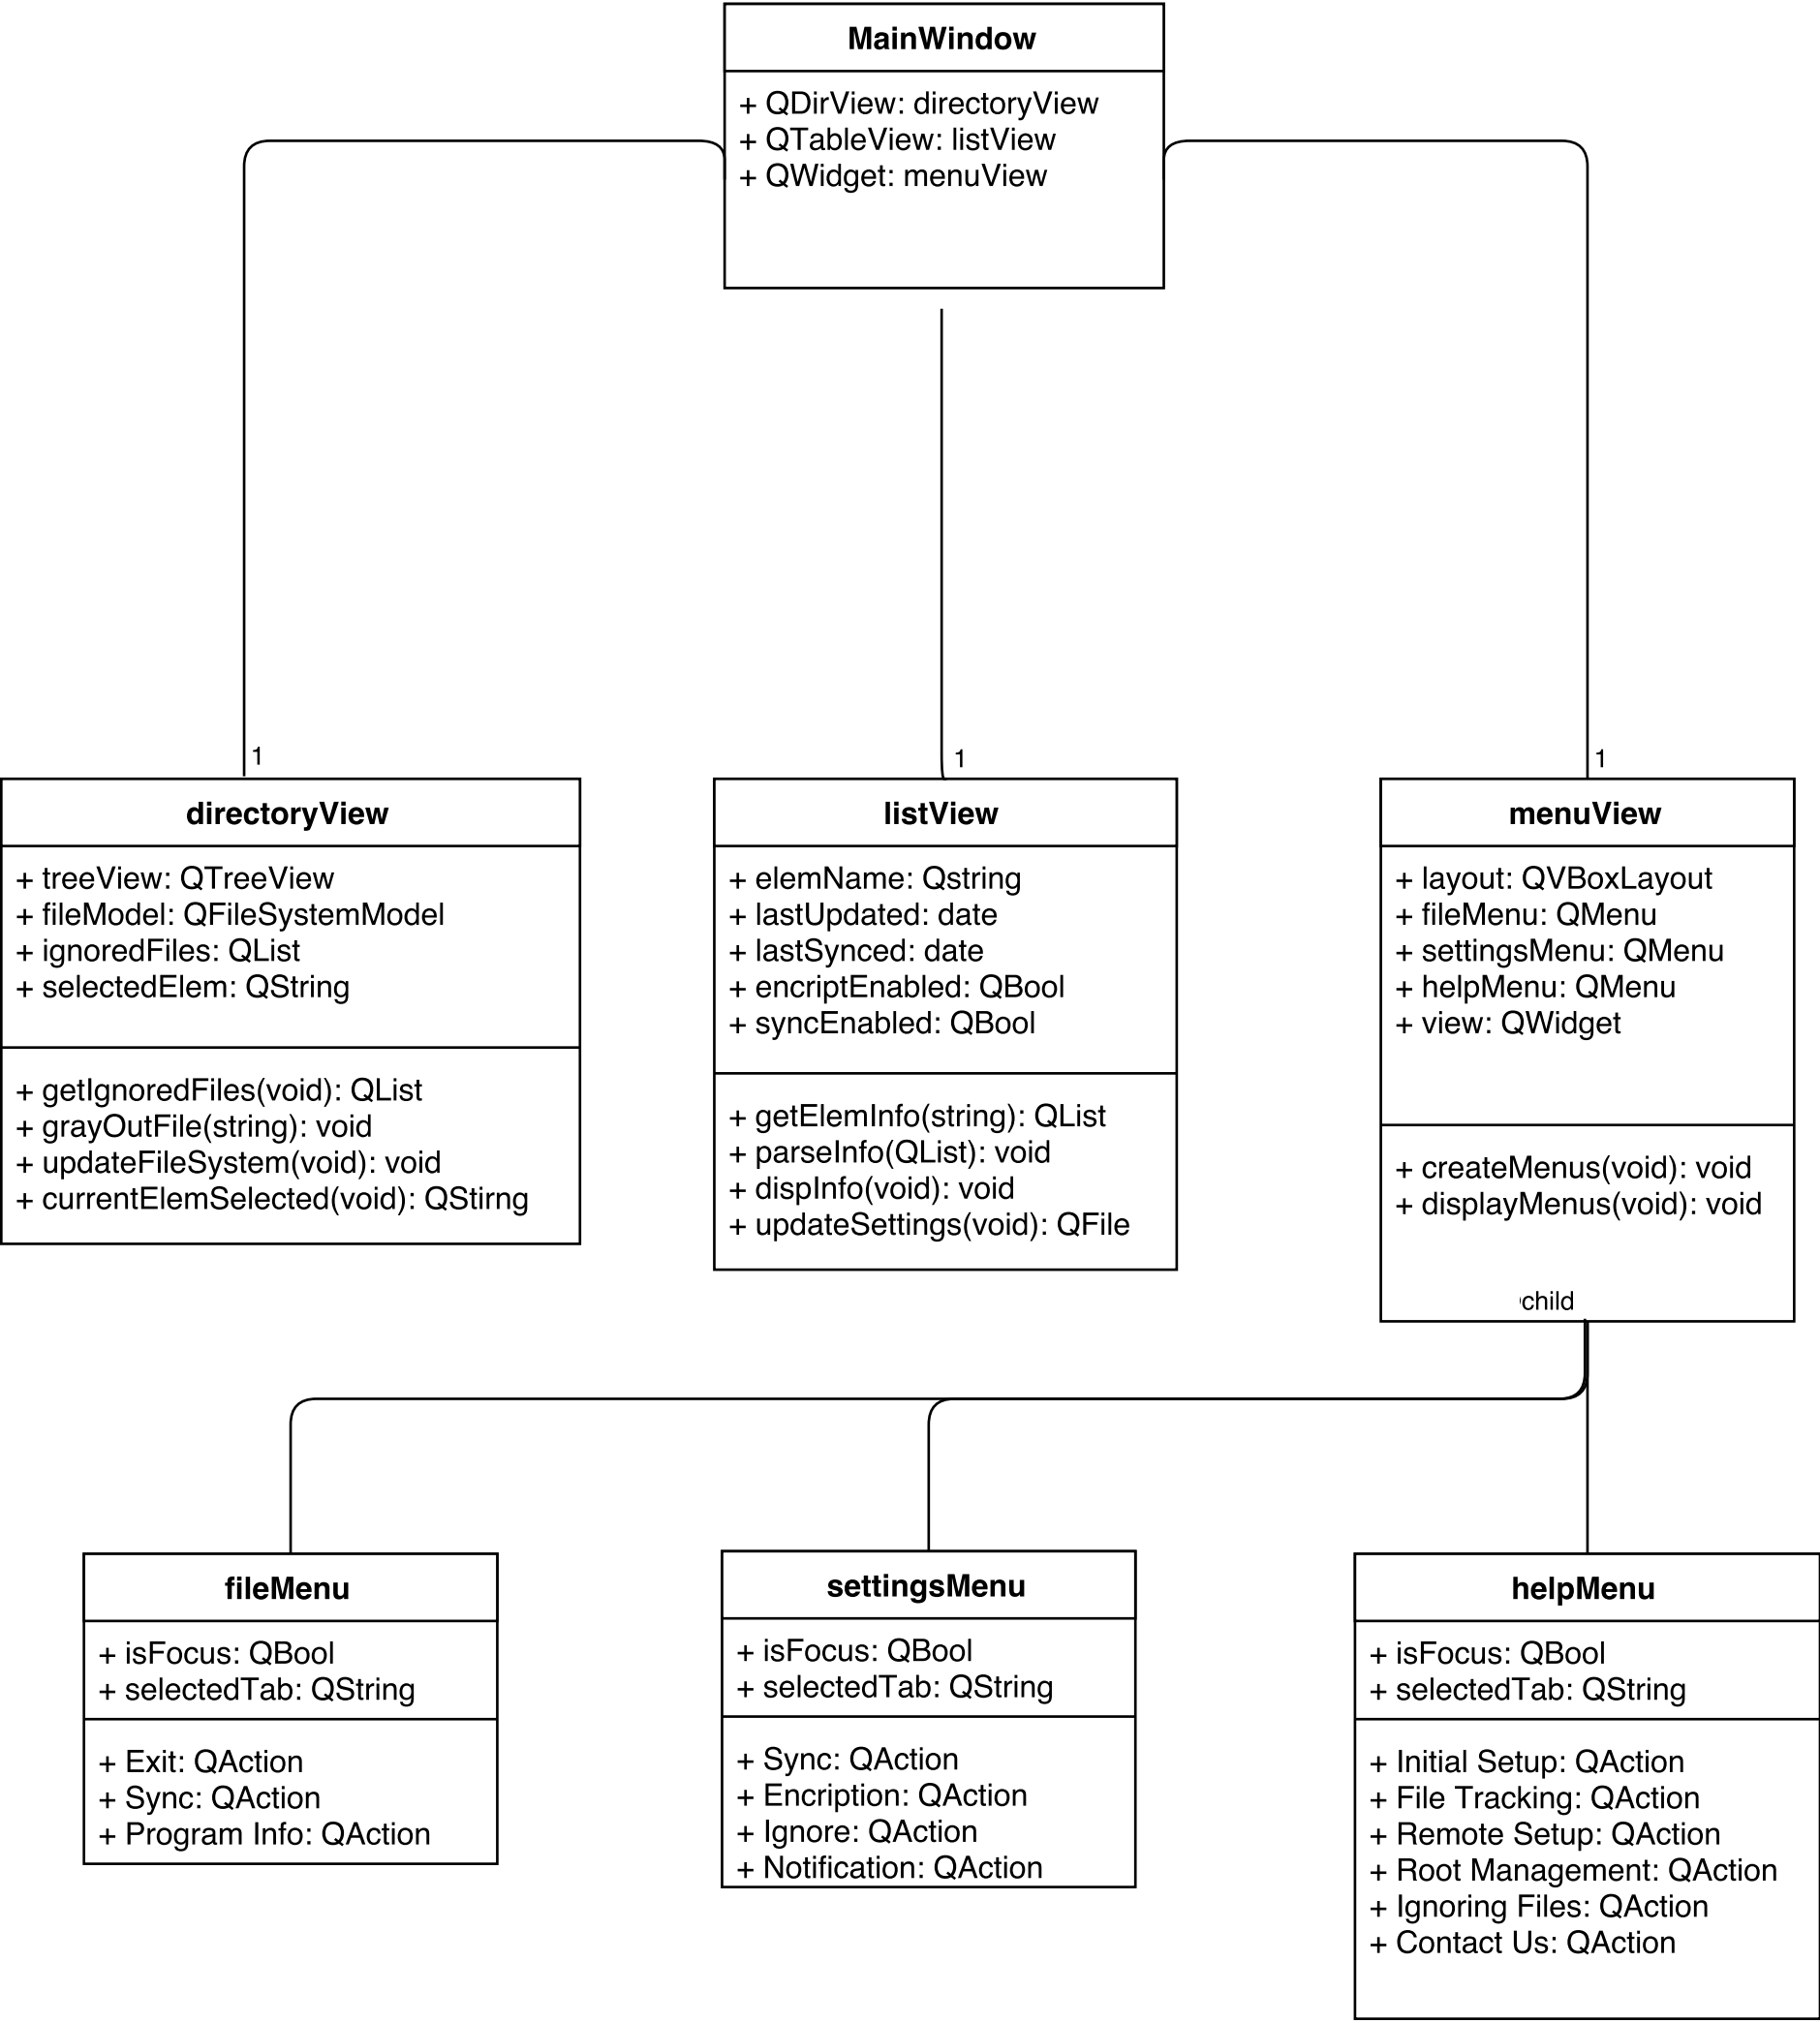 MainWindow
+ QDirView: directoryView
+ QTableView: listView
+ QWidget: menuView
1
1
1
directoryView
+ treeView: QTreeView
+ fileModel: QFileSystemModel
+ ignoredFiles: QList
+ selectedElem: QString
+ getIgnoredFiles(void): QList
+ grayOutFile(string): void
+ updateFileSystem(void): void
+ currentElemSelected(void): QStirng
listView
+ elemName: Qstring
+ lastUpdated: date
+ lastSynced: date
+ encriptEnabled: QBool
+ syncEnabled: QBool
+ getElemInfo(string): QList
+ parseInfo(QList): void
+ dispInfo(void): void
+ updateSettings(void): QFile
menuView
+ layout: QVBoxLayout
+ fileMenu: QMenu
+ settingsMenu: QMenu
+ helpMenu: QMenu
+ view: QWidget
+ createMenus(void): void
+ displayMenus(void): void
child
fileMenu
+ isFocus: QBool
+ selectedTab: QString
+ Exit: QAction
+ Sync: QAction
+ Program Info: QAction
settingsMenu
+ isFocus: QBool
+ selectedTab: QString
+ Sync: QAction
+ Encription: QAction
+ Ignore: QAction
+ Notification: QAction
helpMenu
+ isFocus: QBool
+ selectedTab: QString
+ Initial Setup: QAction
+ File Tracking: QAction
+ Remote Setup: QAction
+ Root Management: QAction
+ Ignoring Files: QAction
+ Contact Us: QAction